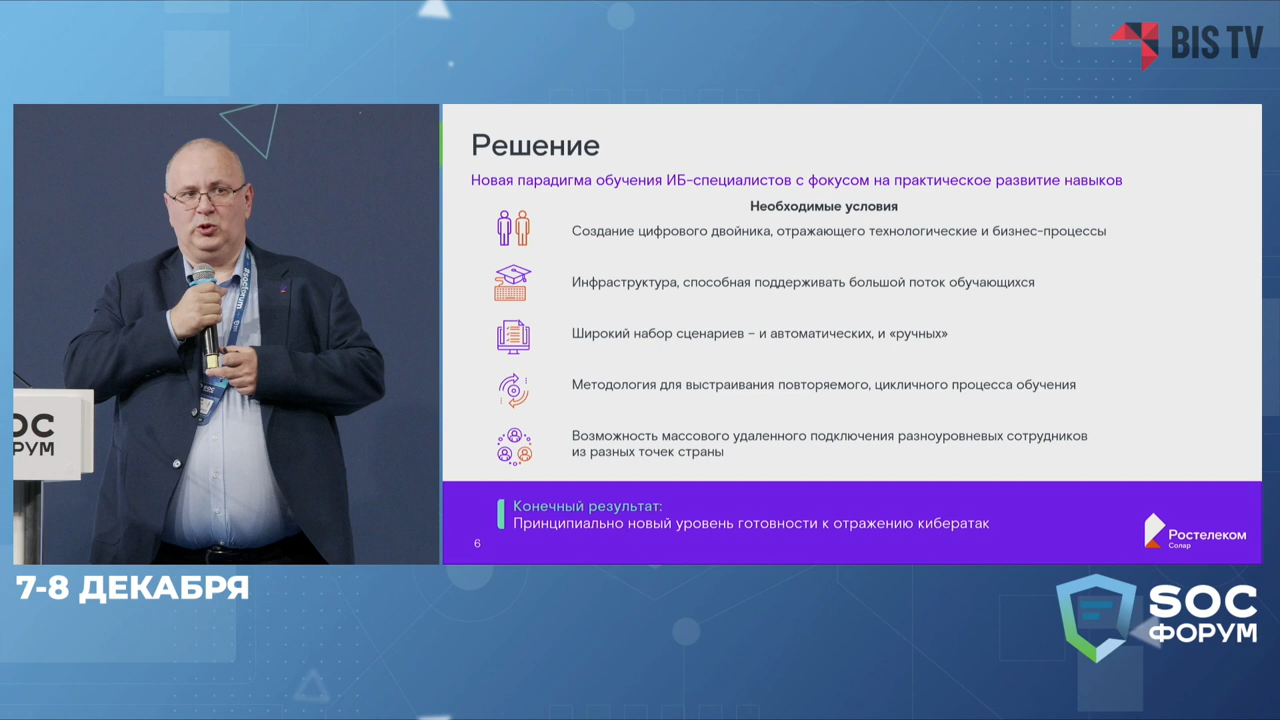 BIS TV
Решение
Новая парадигма обучения ИБ-специалистов с фокусом на практическое развитие навыков
Необходимые условия
Создание цифрового двойника, отражающего технологические и бизнес-процессы
Инфраструктура, способная поддерживать большой поток обучающихся
Широкий набор сценариев – и автоматических, и «ручных»
Методология для выстраивания повторяемого, цикличного процесса обучения
Возможность массового удаленного подключения разноуровневых сотрудников
из разных точек страны
Конечный результат:
Принципиально новый уровень готовности к отражению кибератак
6
Ростелеком
Солар
#socforum
SOC
РУМ
7-8 ДЕКАБРЯ
SOC
ФОРУМ